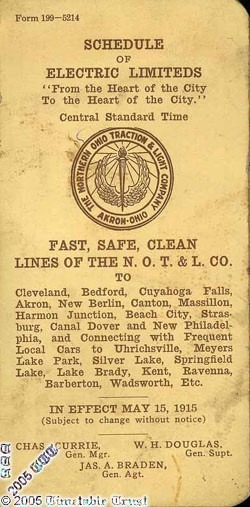 Form 199—5214
SCHEDULE
OF
ELECTRIC LIMITEDS
"From the Heart of the City
To the Heart of the City."
Central Standard Time
THE NORTHERN OHIO TRACTION & LIGHT COMPANY
AKRON-OHIO
FAST, SAFE, CLEAN
LINES OF THE N. O. T. & L. CO.
TO
Cleveland, Bedford, Cuyahoga Falls,
Akron, New Berlin, Canton, Massillon,
Harmon Junction, Beach City, Stras-
burg, Canal Dover and New Philadel-
phia, and Connecting with Frequent
Local Cars to Uhrichsville, Meyers
Lake Park, Silver Lake, Springfield
Lake, Lake Brady, Kent, Ravenna,
Barberton, Wadsworth, Etc.
IN EFFECT MAY 15, 1915
(Subject to change without notice)
CHAS. CURRIE, W. H. DOUGLAS,
Gen. Mgr. Gen. Supt.
JAS. A. BRADEN,
Gen. Agt.
2005
©2005 Timetable Trust